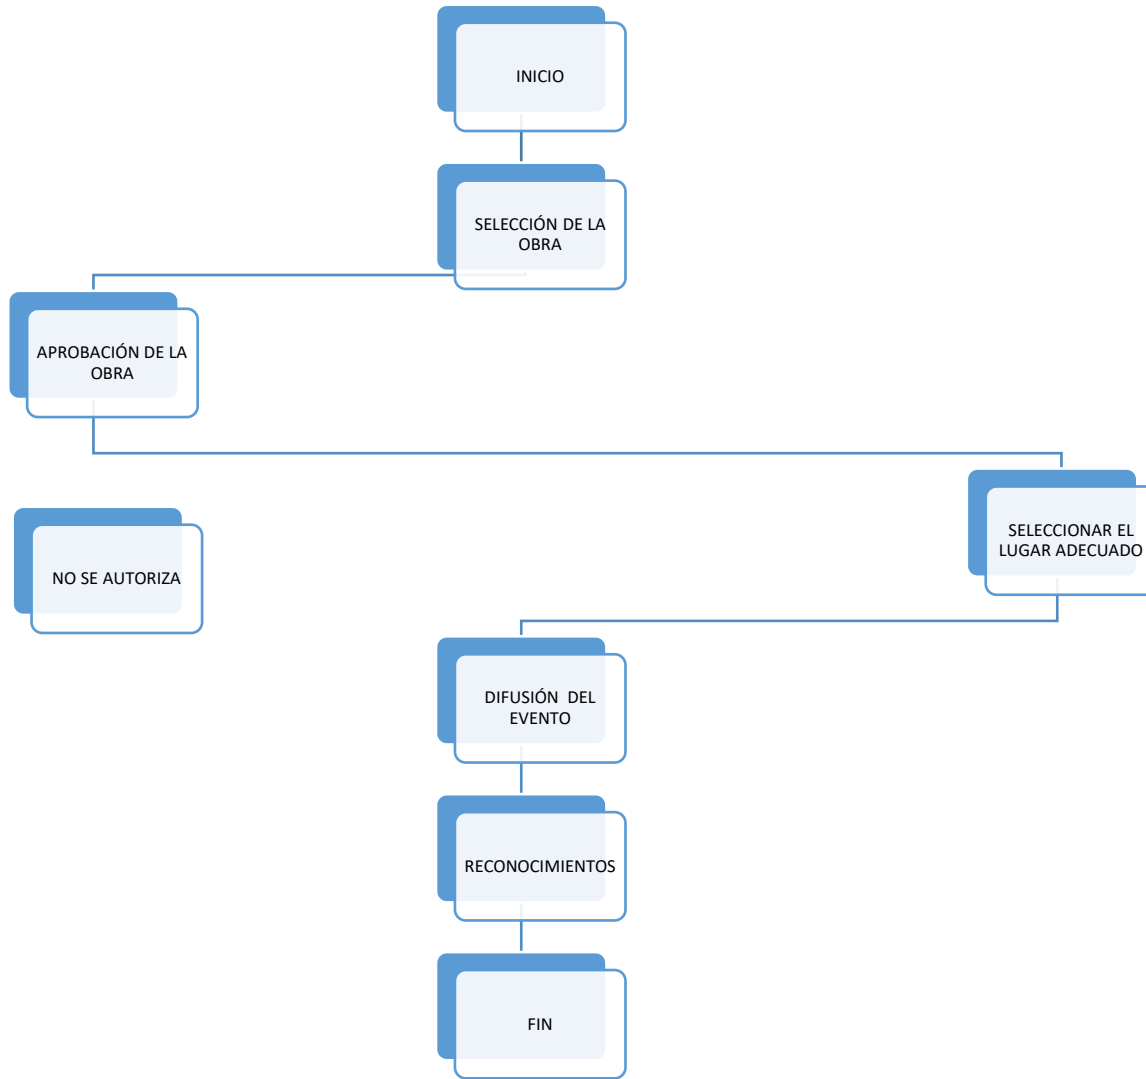 INICIO
SELECCIÓN DE LA
OBRA
APROBACIÓN DE LA
OBRA
SELECCIONAR EL
LUGAR ADECUADO
NO SE AUTORIZA
DIFUSIÓN  DEL
EVENTO
RECONOCIMIENTOS
FIN